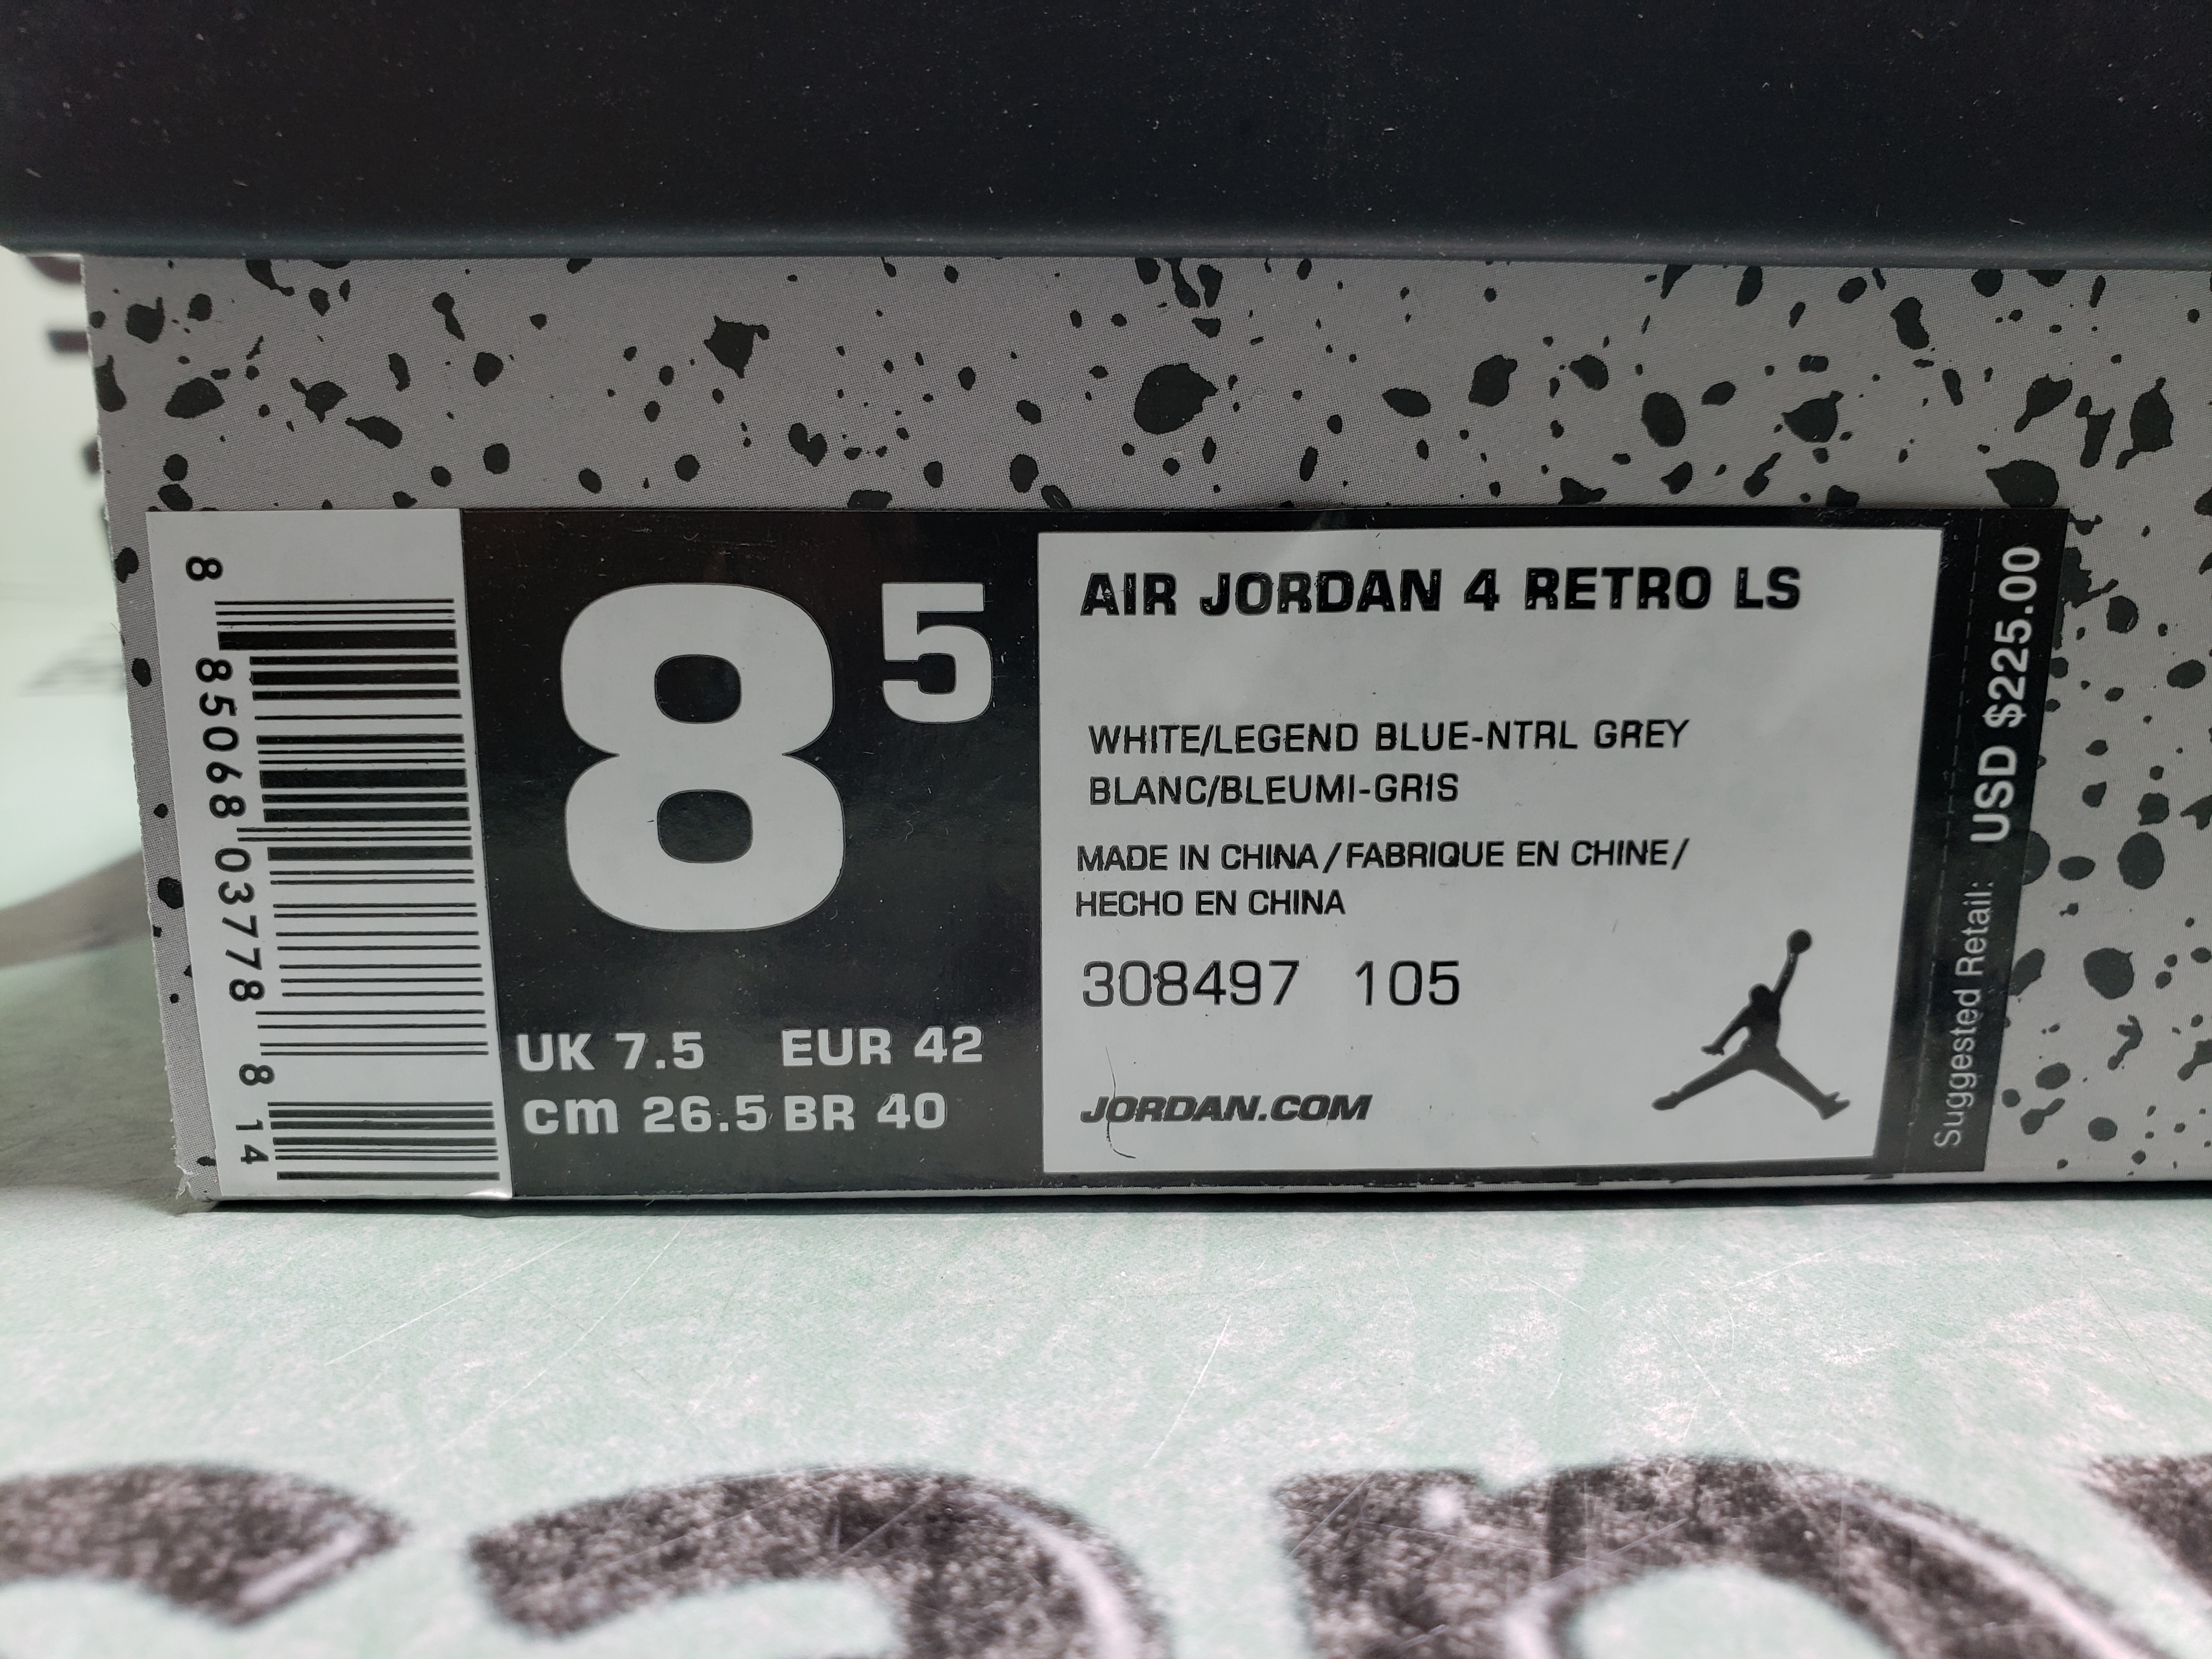 8 85068 03778 8 14
8 5
UK 7.5 EUR 42
cm 26.5 BR 40
AIR JORDAN 4 RETRO LS
WHITE/LEGEND BLUE-NTRL GREY
BLANC/BLEUMI-GRIS
MADE IN CHINA/FABRIQUE EN CHINE/
HECHO EN CHINA
308497 105
JORDAN.COM
Suggested Retail: USD $225.00